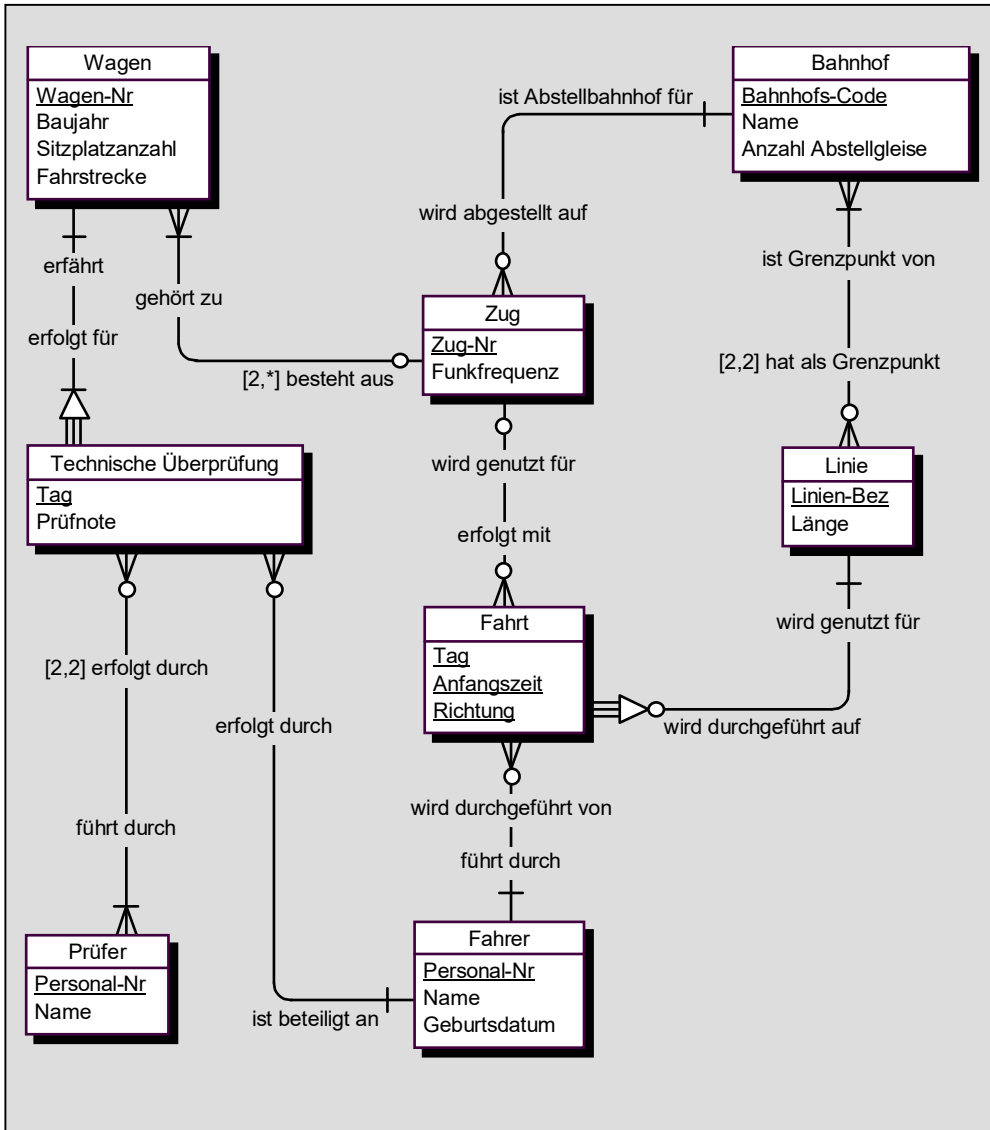 Wagen
Wagen-Nr
Baujahr
Sitzplatzanzahl
Fahrstrecke
Bahnhof
Bahnhofs-Code
Name
Anzahl Abstellgleise
ist Abstellbahnhof für
wird abgestellt auf
erfährt
gehört zu
erfolgt für
ist Grenzpunkt von
Zug
Zug-Nr
Funkfrequenz
[2,*] besteht aus
[2,2] hat als Grenzpunkt
Technische Überprüfung
Tag
Prüfnote
wird genutzt für
erfolgt mit
Linie
Linien-Bez
Länge
wird genutzt für
Fahrt
Tag
Anfangszeit
Richtung
wird durchgeführt auf
[2,2] erfolgt durch
erfolgt durch
wird durchgeführt von
führt durch
führt durch
Prüfer
Personal-Nr
Name
ist beteiligt an
Fahrer
Personal-Nr
Name
Geburtsdatum